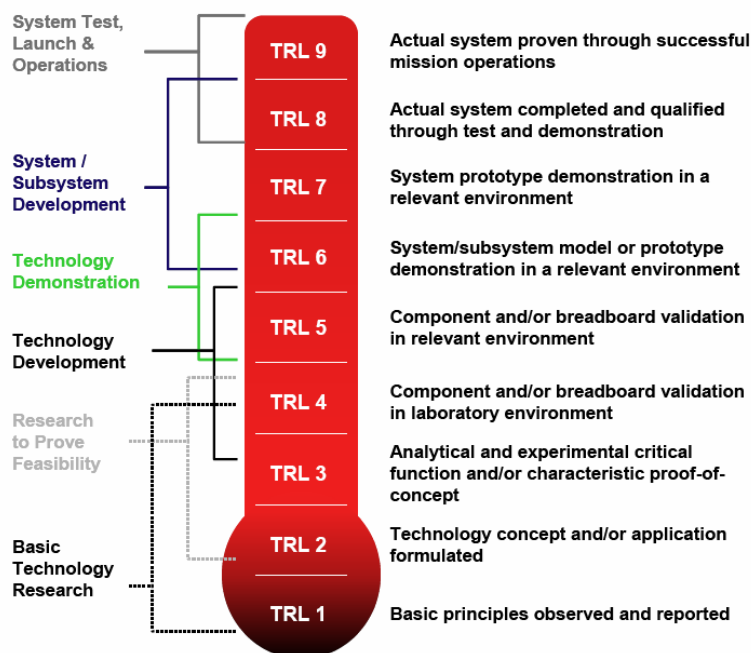 System Test,
Launch &
Operations
System /
Subsystem
Development
Technology
Demonstration
Technology
Development
Research
to Prove
Feasibility
Basic
Technology
Research
TRL 9
TRL 8
TRL 7
TRL 6
TRL 5
TRL 4
TRL 3
TRL 2
TRL 1
Actual system proven through successful
mission operations
Actual system completed and qualified
through test and demonstration
System prototype demonstration in a
relevant environment
System/subsystem model or prototype
demonstration in a relevant environment
Component and/or breadboard validation
in relevant environment
Component and/or breadboard validation
in laboratory environment
Analytical and experimental critical
function and/or characteristic proof-of-
concept
Technology concept and/or application
formulated
Basic principles observed and reported